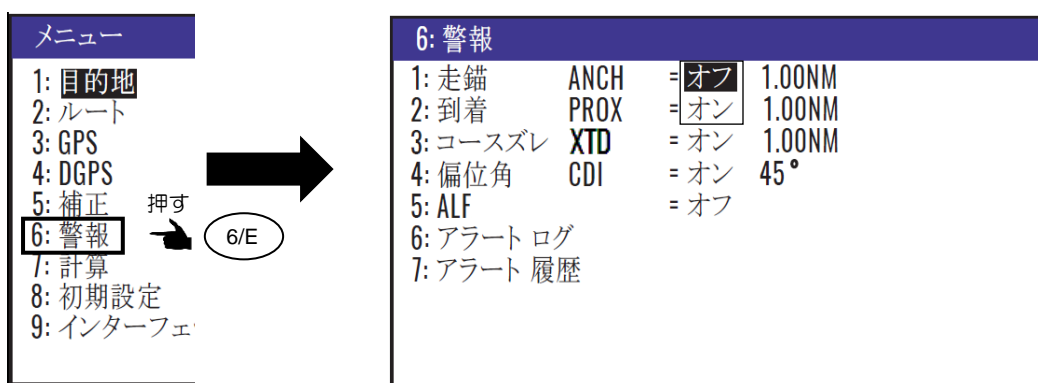 メニュー
1: 目的地
2: ルート
3: GPS
4: DGPS
5: 補正
押す
6: 警報
6/E
7: 計算
8: 初期設定
9: インターフェ
6: 警報
1: 走錨 ANCH = オフ 1.00NM
2: 到着 PROX = オン 1.00NM
3: コースズレ XTD = オン 1.00NM
4: 偏位角 CDI = オン 45°
5: ALF = オフ
6: アラート ログ
7: アラート 履歴